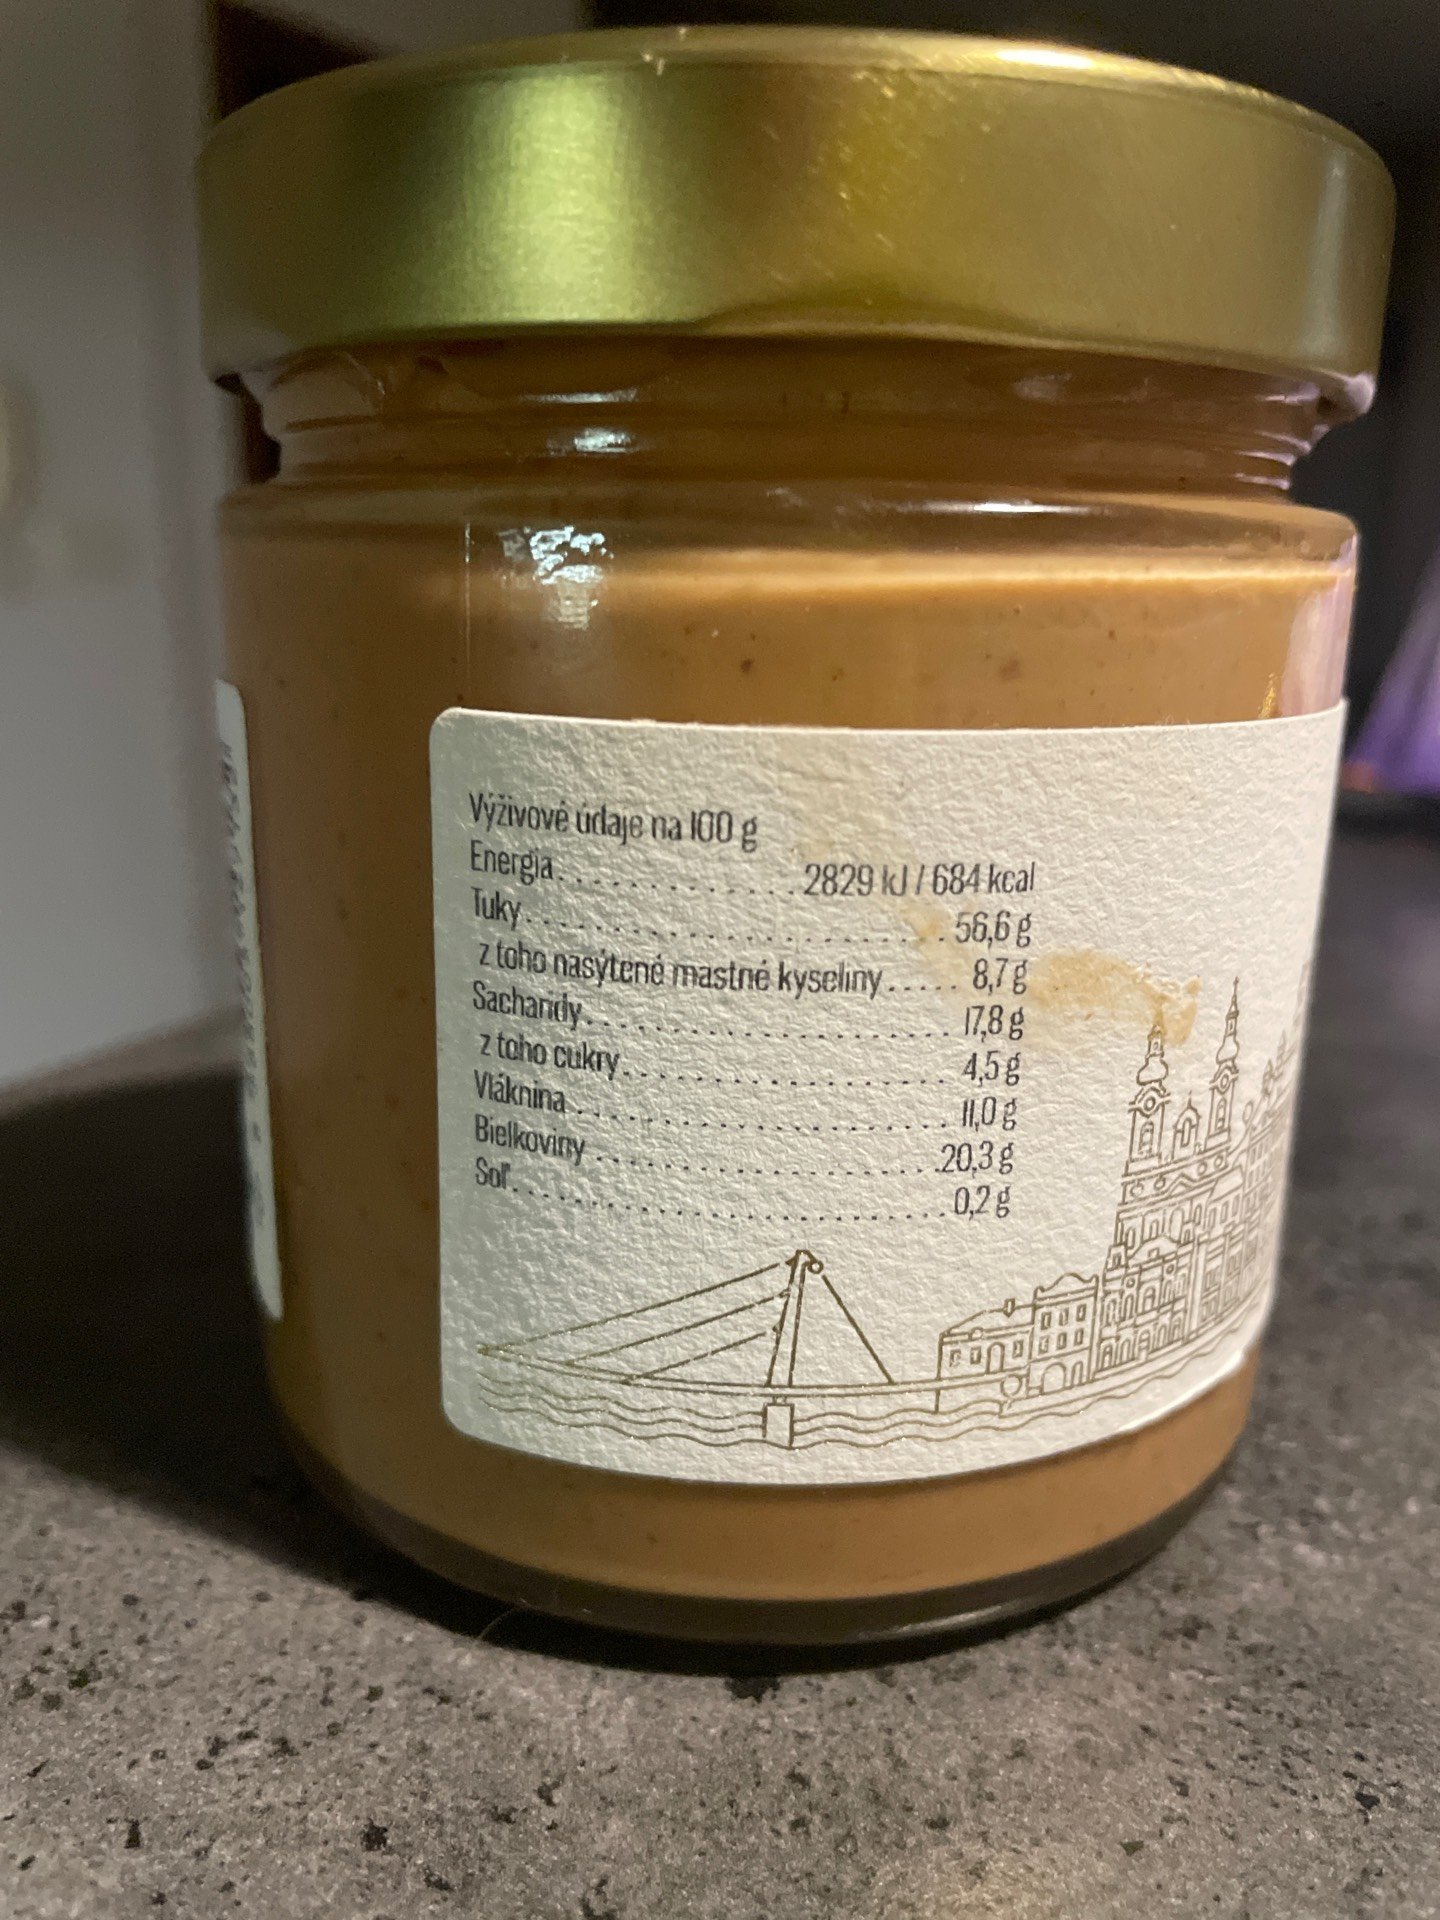 Výživové údaje na 100 g
Energia.............2829 kJ / 684 kcal
Tuky........................56,6 g
z toho nasýtené mastné kyseliny..... 8,7 g
Sacharidy........................17,8 g
z toho cukry......................4,5 g
Vláknina........................11,0 g
Bielkoviny........................20,3 g
Soľ............................0,2 g